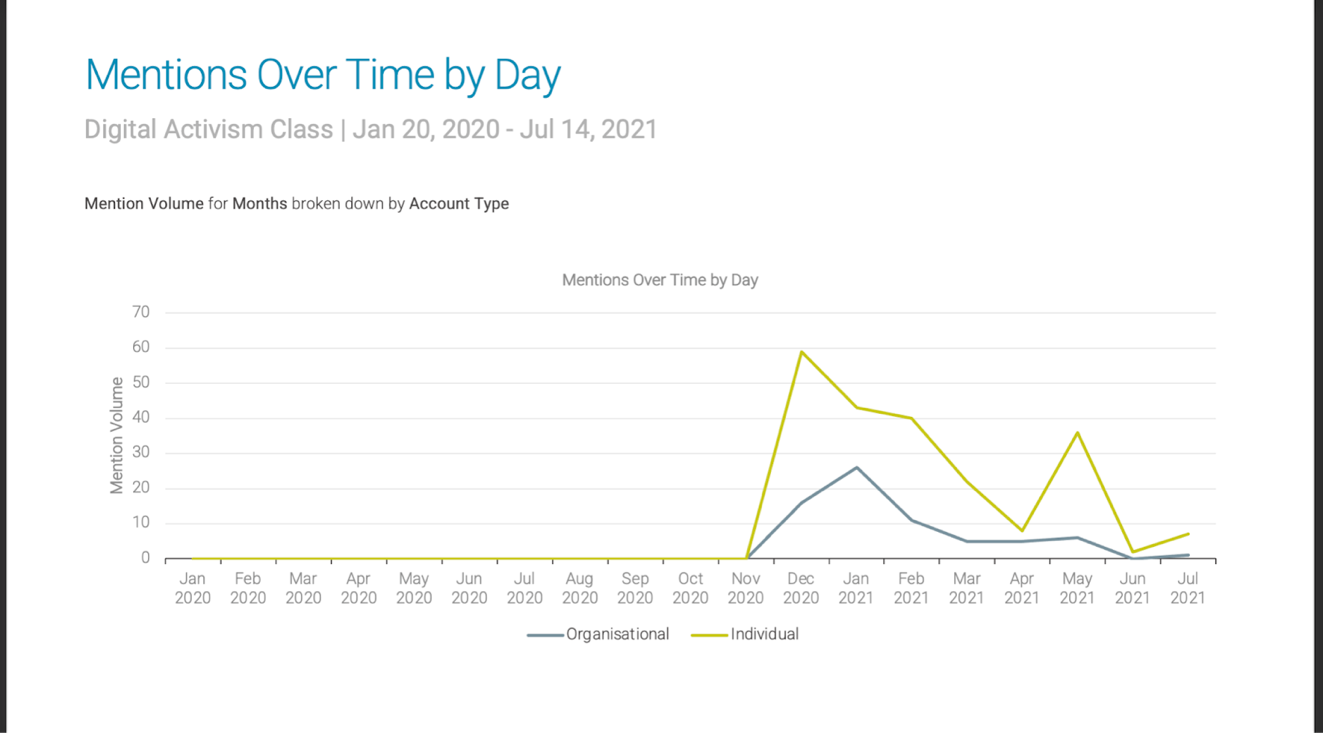 Mentions Over Time by Day
Digital Activism Class | Jan 20, 2020 - Jul 14, 2021
Mention Volume for Months broken down by Account Type
Mentions Over Time by Day
Mention Volume
70
60
50
40
30
20
10
0
Jan 2020
Feb 2020
Mar 2020
Apr 2020
May 2020
Jun 2020
Jul 2020
Aug 2020
Sep 2020
Oct 2020
Nov 2020
Dec 2020
Jan 2021
Feb 2021
Mar 2021
Apr 2021
May 2021
Jun 2021
Jul 2021
Organisational
Individual